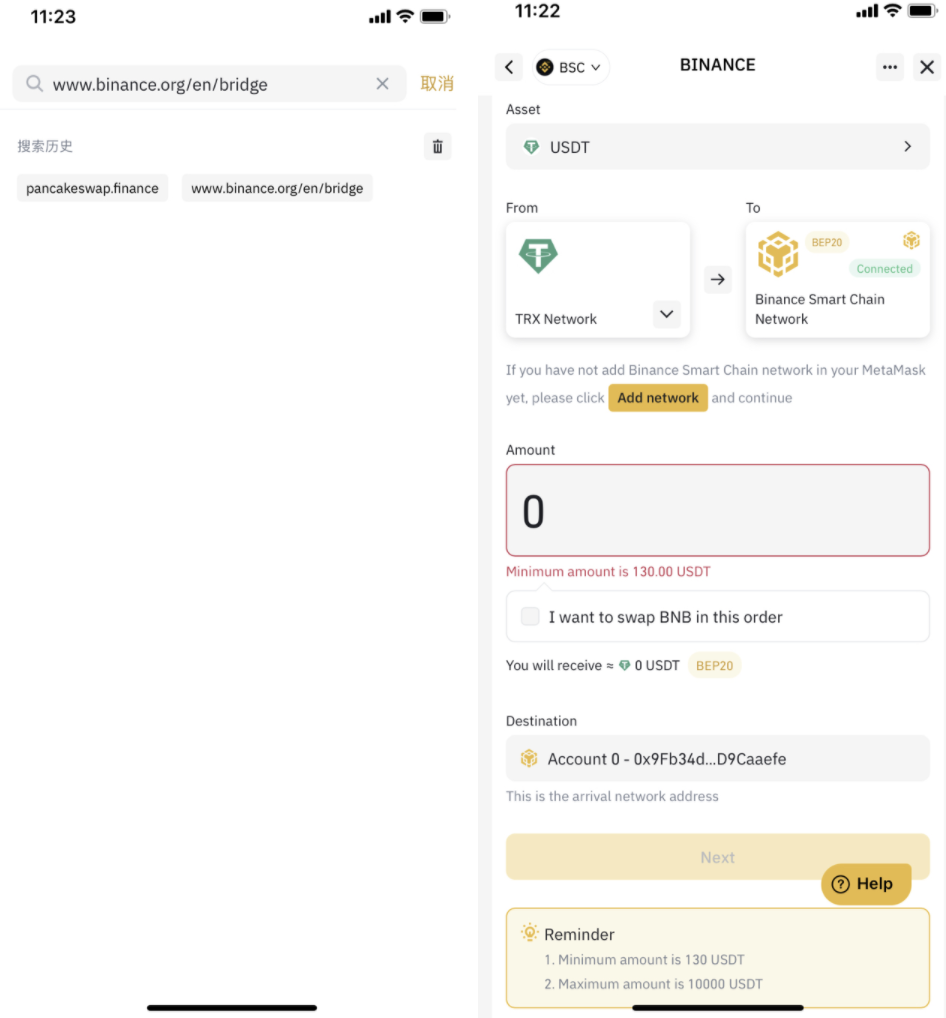 11:23
www.binance.org/en/bridge
取消
搜索历史
pancakeswap.finance
www.binance.org/en/bridge
11:22
BSC
BINANCE
Asset
USDT
From
To
TRX Network
BEP20
Connected
Binance Smart Chain
Network
If you have not add Binance Smart Chain network in your MetaMask
yet, please click Add network and continue
Amount
0
Minimum amount is 130.00 USDT
I want to swap BNB in this order
You will receive ≈ 0 USDT BEP20
Destination
Account 0 - 0x9Fb34d...D9Caaefe
This is the arrival network address
Next
Help
Reminder
1. Minimum amount is 130 USDT
2. Maximum amount is 10000 USDT